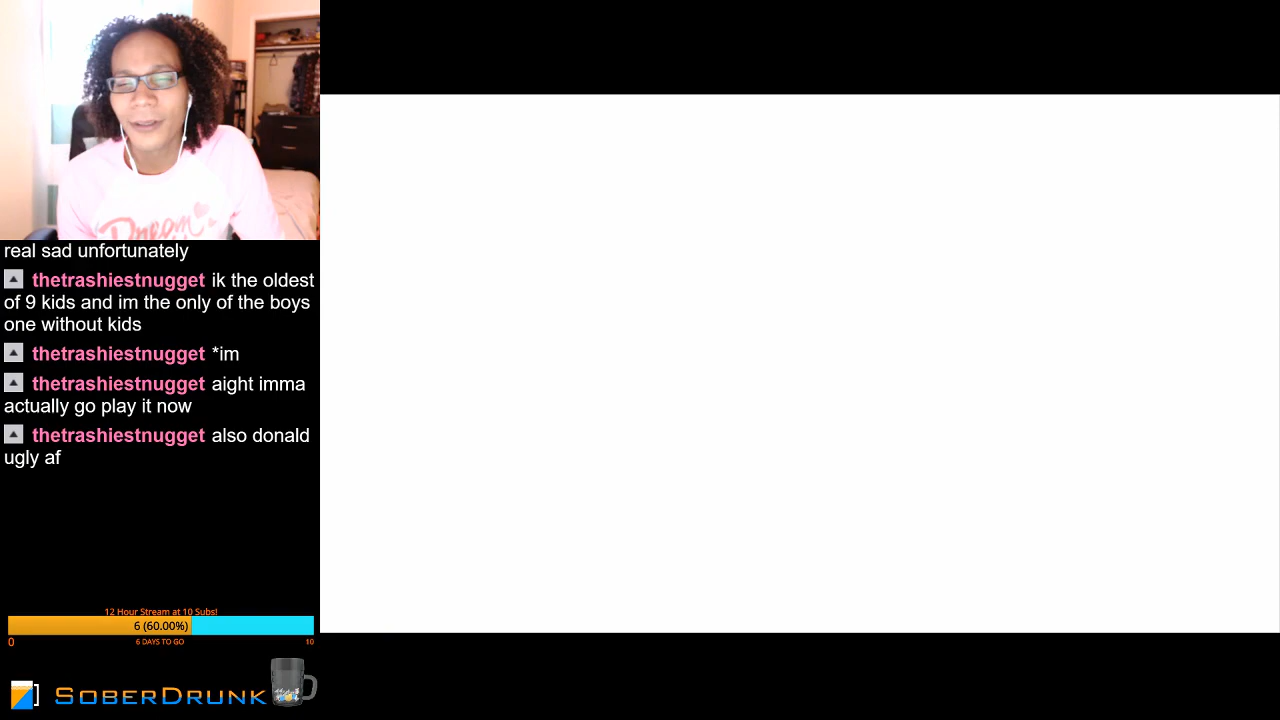 Dream
real sad unfortunately
thetrashiestnugget ik the oldest
of 9 kids and im the only of the boys
one without kids
thetrashiestnugget *im
thetrashiestnugget aight imma
actually go play it now
thetrashiestnugget also donald
ugly af
12 Hour Stream at 10 Subs!
6 (60.00%)
0 6 DAYS TO GO 10
SOBERDRUNK